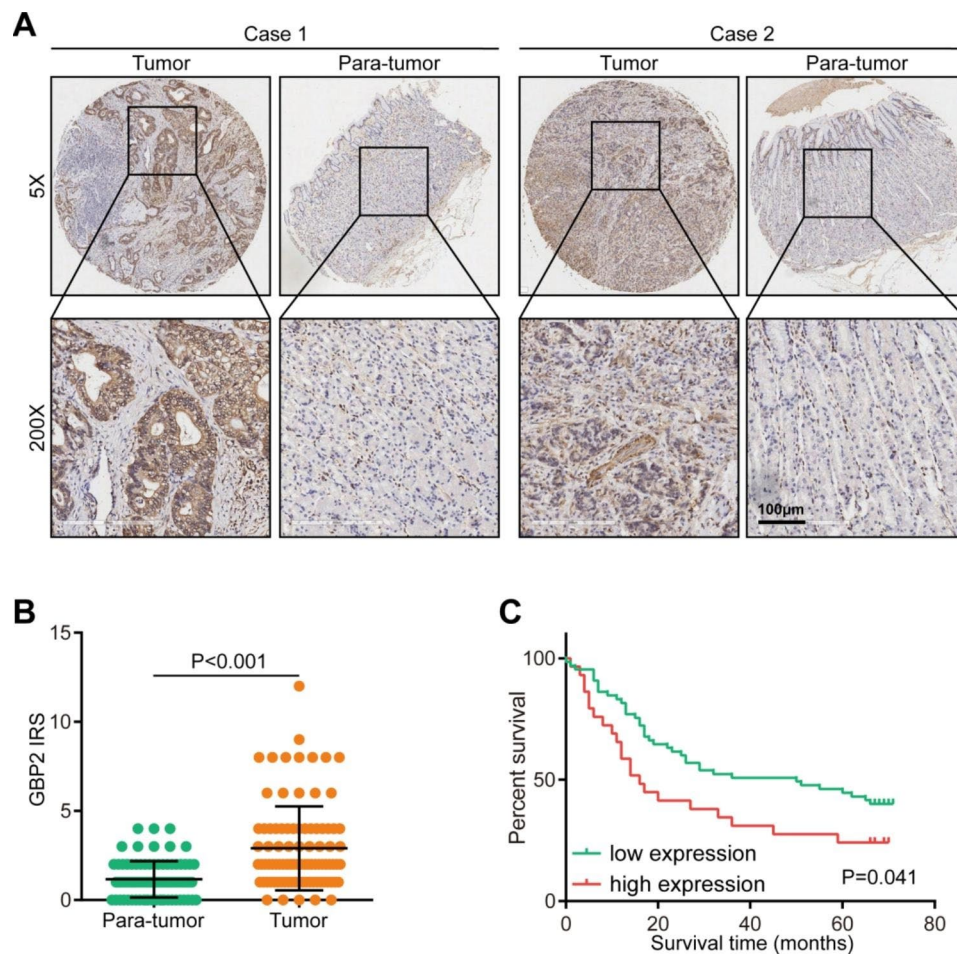 A
Case 1
Case 2
Tumor
Para-tumor
Tumor
Para-tumor
5X
200X
100μm
B
GBP2 IRS
15
10
5
0
P<0.001
Para-tumor
Tumor
C
Percent survival
100
50
0
low expression
high expression
P=0.041
0
20
40
60
80
Survival time (months)